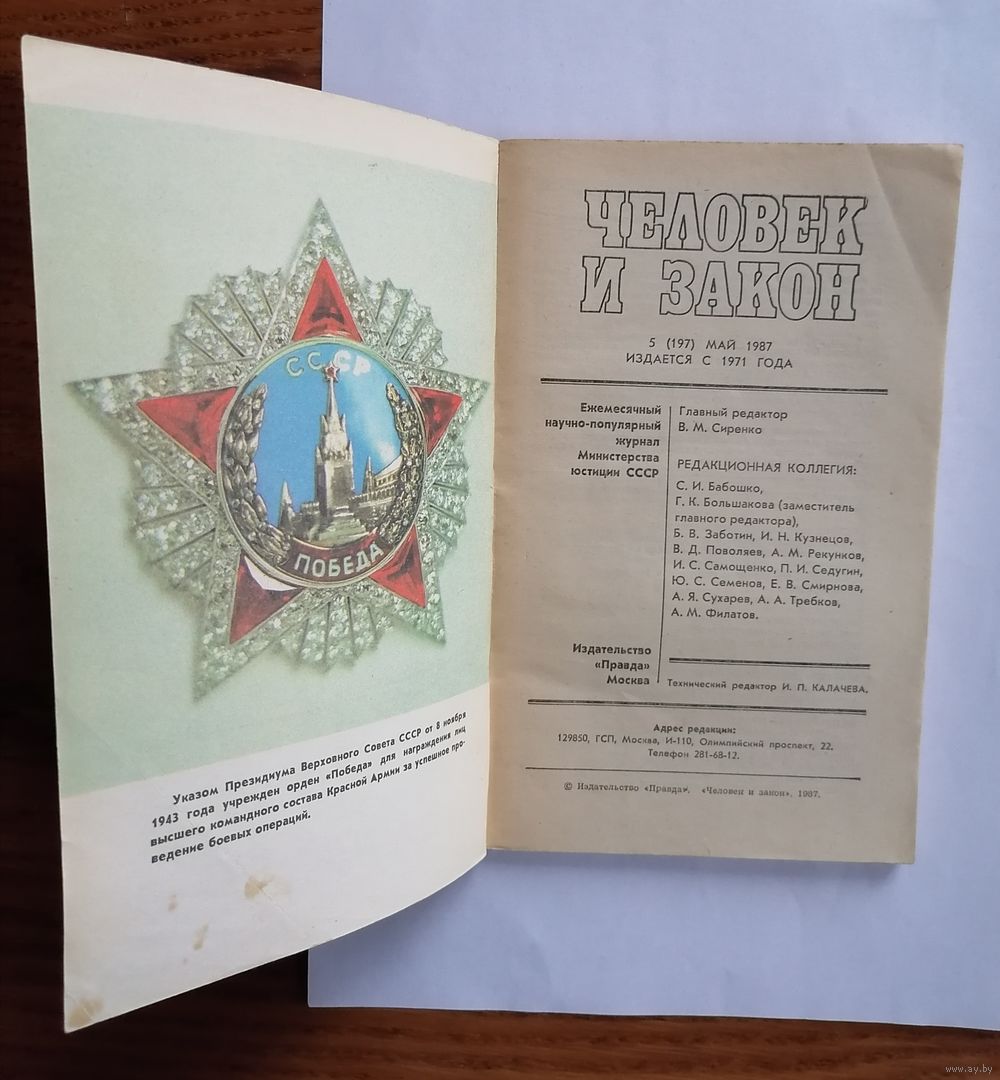 СССР
ПОБЕДА
Указом Президиума Верховного Совета СССР от 8 ноября
1943 года учрежден орден «Победа» для награждения лиц
высшего командного состава Красной Армии за успешное про-
ведение боевых операций.
ЧЕЛОВЕК
И ЗАКОН
5 (197) МАЙ 1987
ИЗДАЕТСЯ С 1971 ГОДА
Ежемесячный
научно-популярный
журнал
Министерства
юстиции СССР
Главный редактор
В. М. Сиренко
РЕДАКЦИОННАЯ КОЛЛЕГИЯ:
С. И. Бабошко,
Г. К. Большакова (заместитель
главного редактора),
Б. В. Заботин, И. Н. Кузнецов,
В. Д. Поволяев, А. М. Рекунков,
И. С. Самощенко, П. И. Седугин,
Ю. С. Семенов, Е. В. Смирнова,
А. Я. Сухарев, А. А. Требков,
А. М. Филатов.
Издательство
«Правда»
Москва
Технический редактор И. П. КАЛАЧЕВА.
Адрес редакции:
129850, ГСП, Москва, И-110, Олимпийский проспект, 22.
Телефон 281-68-12.
© Издательство «Правда», «Человек и закон», 1987.
www.ay.by